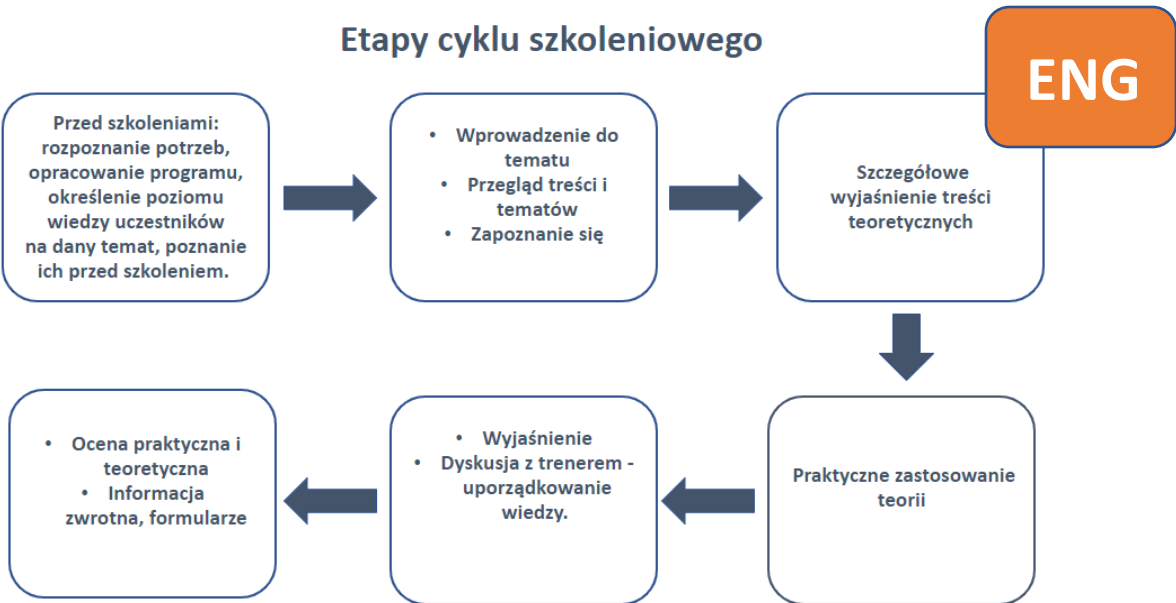 Etapy cyklu szkoleniowego
ENG
Przed szkoleniami:
rozpoznanie potrzeb,
opracowanie programu,
określenie poziomu
wiedzy uczestników
na dany temat, poznanie
ich przed szkoleniem.
• Wprowadzenie do
tematu
• Przegląd treści i
tematów
• Zapoznanie się
Szczegółowe
wyjaśnienie treści
teoretycznych
Praktyczne zastosowanie
teorii
• Wyjaśnienie
• Dyskusja z trenerem -
uporządkowanie
wiedzy.
• Ocena praktyczna i
teoretyczna
• Informacja
zwrotna, formularze